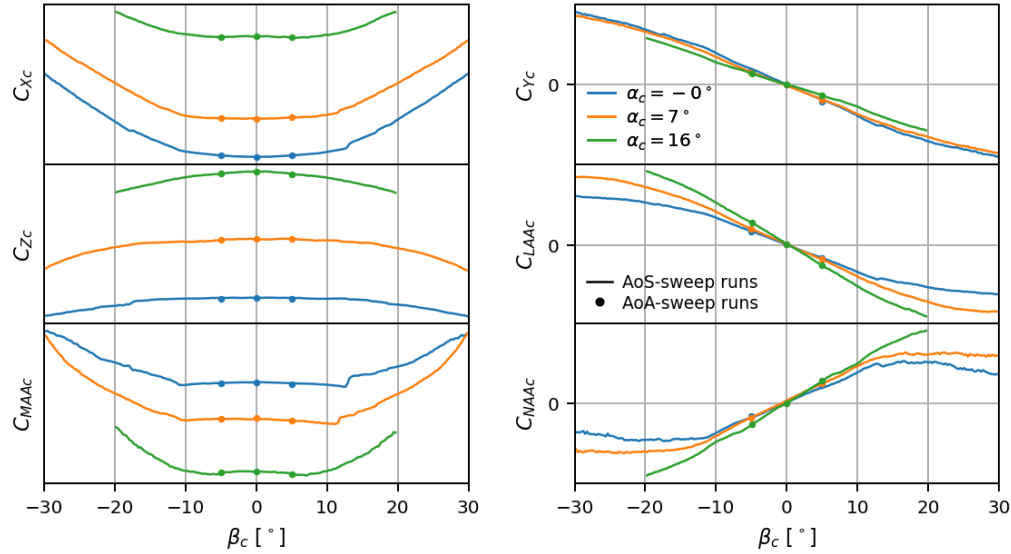 C_Xc
C_Zc
C_MAAc
−30 −20 −10 0 10 20 30
β_c [°]
C_Yc
0
α_c = −0°
α_c = 7°
α_c = 16°
C_LAAc
0
AoS-sweep runs
AoA-sweep runs
C_NAAc
0
−30 −20 −10 0 10 20 30
β_c [°]